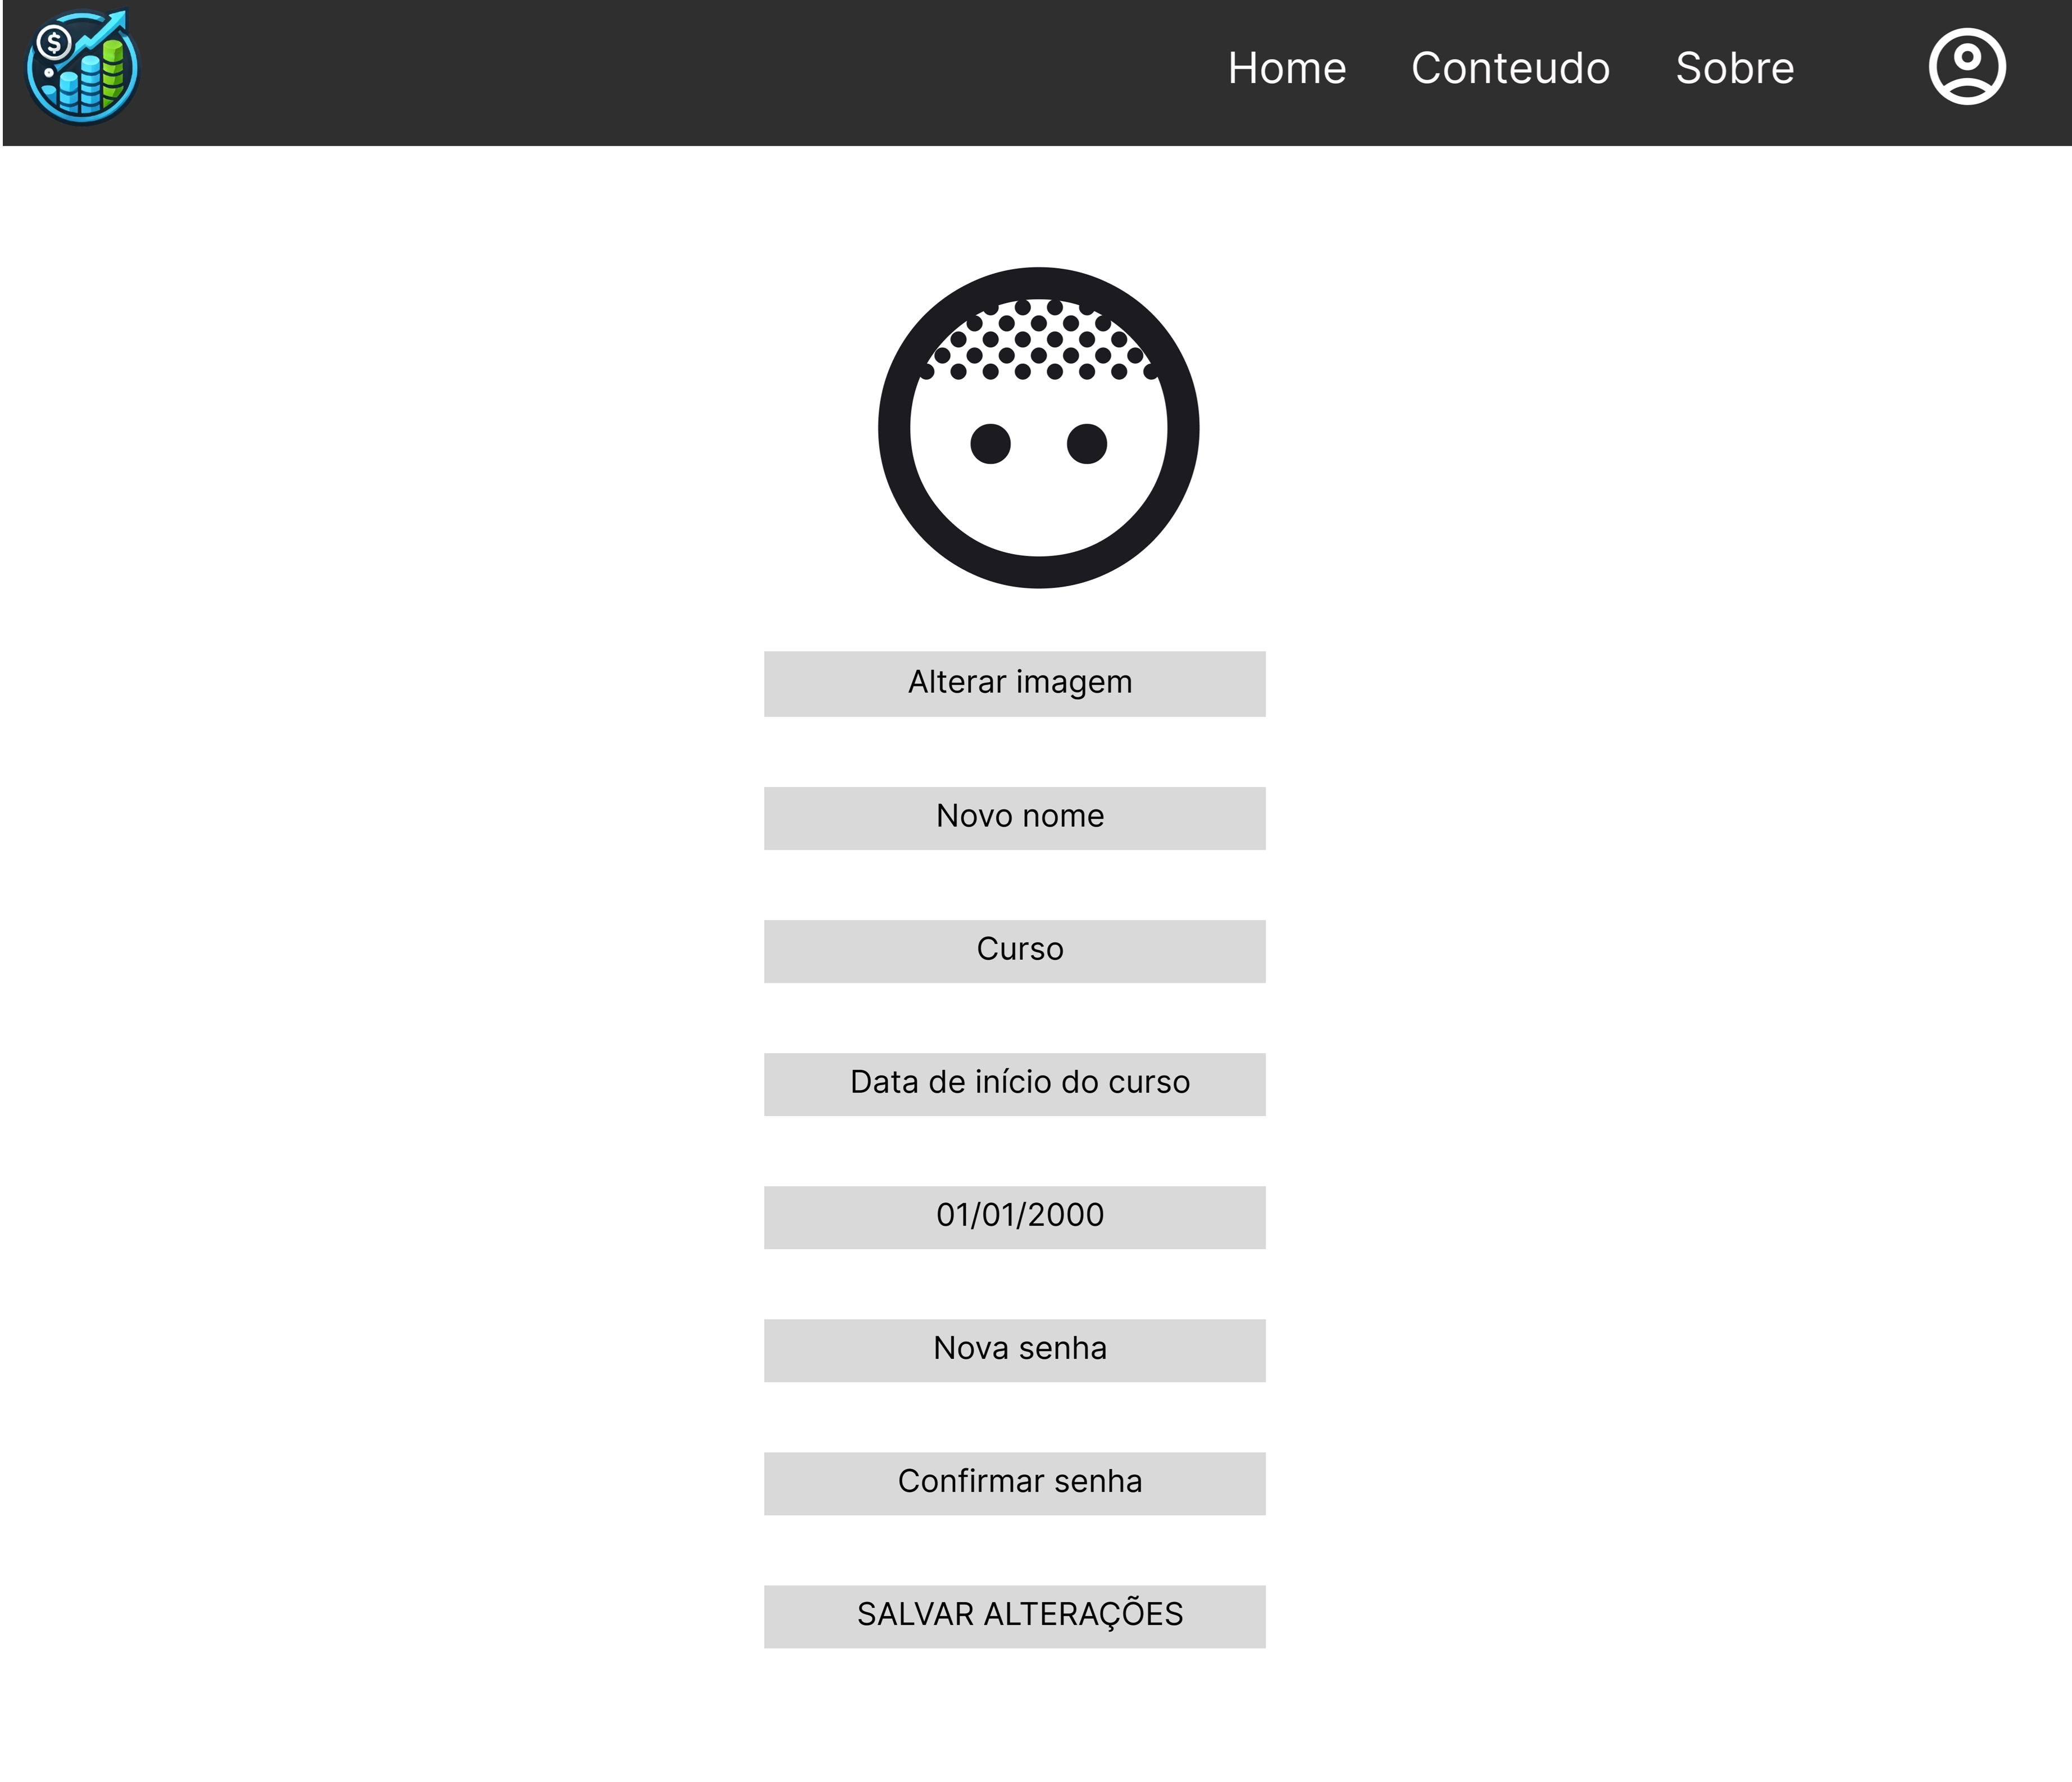 $
Home Conteudo Sobre
Alterar imagem
Novo nome
Curso
Data de início do curso
01/01/2000
Nova senha
Confirmar senha
SALVAR ALTERAÇÕES